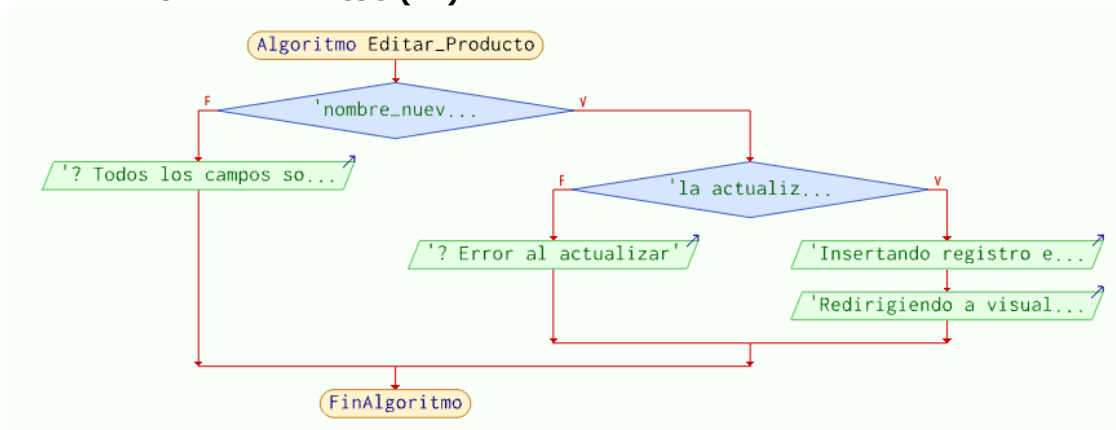 Algoritmo Editar_Producto
F
'nombre_nuev...
V
'? Todos los campos so...
F
'la actualiz...
V
'? Error al actualizar'
'Insertando registro e...
'Redirigiendo a visual...
FinAlgoritmo